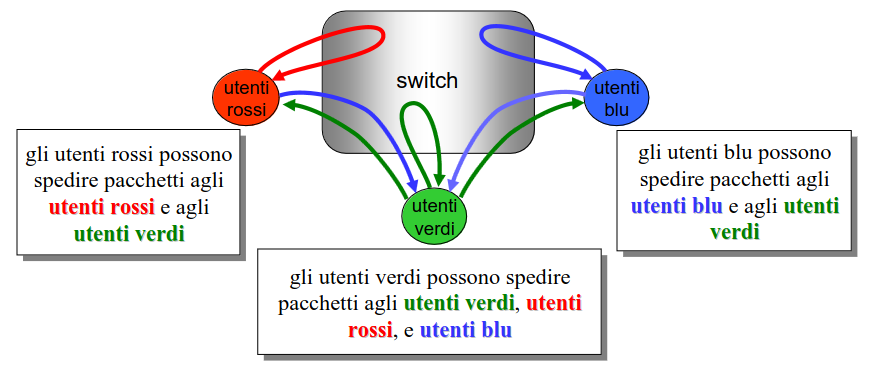 switch
utenti
rossi
utenti
blu
utenti
verdi
gli utenti rossi possono
spedire pacchetti agli
utenti rossi e agli
utenti verdi
gli utenti blu possono
spedire pacchetti agli
utenti blu e agli utenti
verdi
gli utenti verdi possono spedire
pacchetti agli utenti verdi, utenti
rossi, e utenti blu